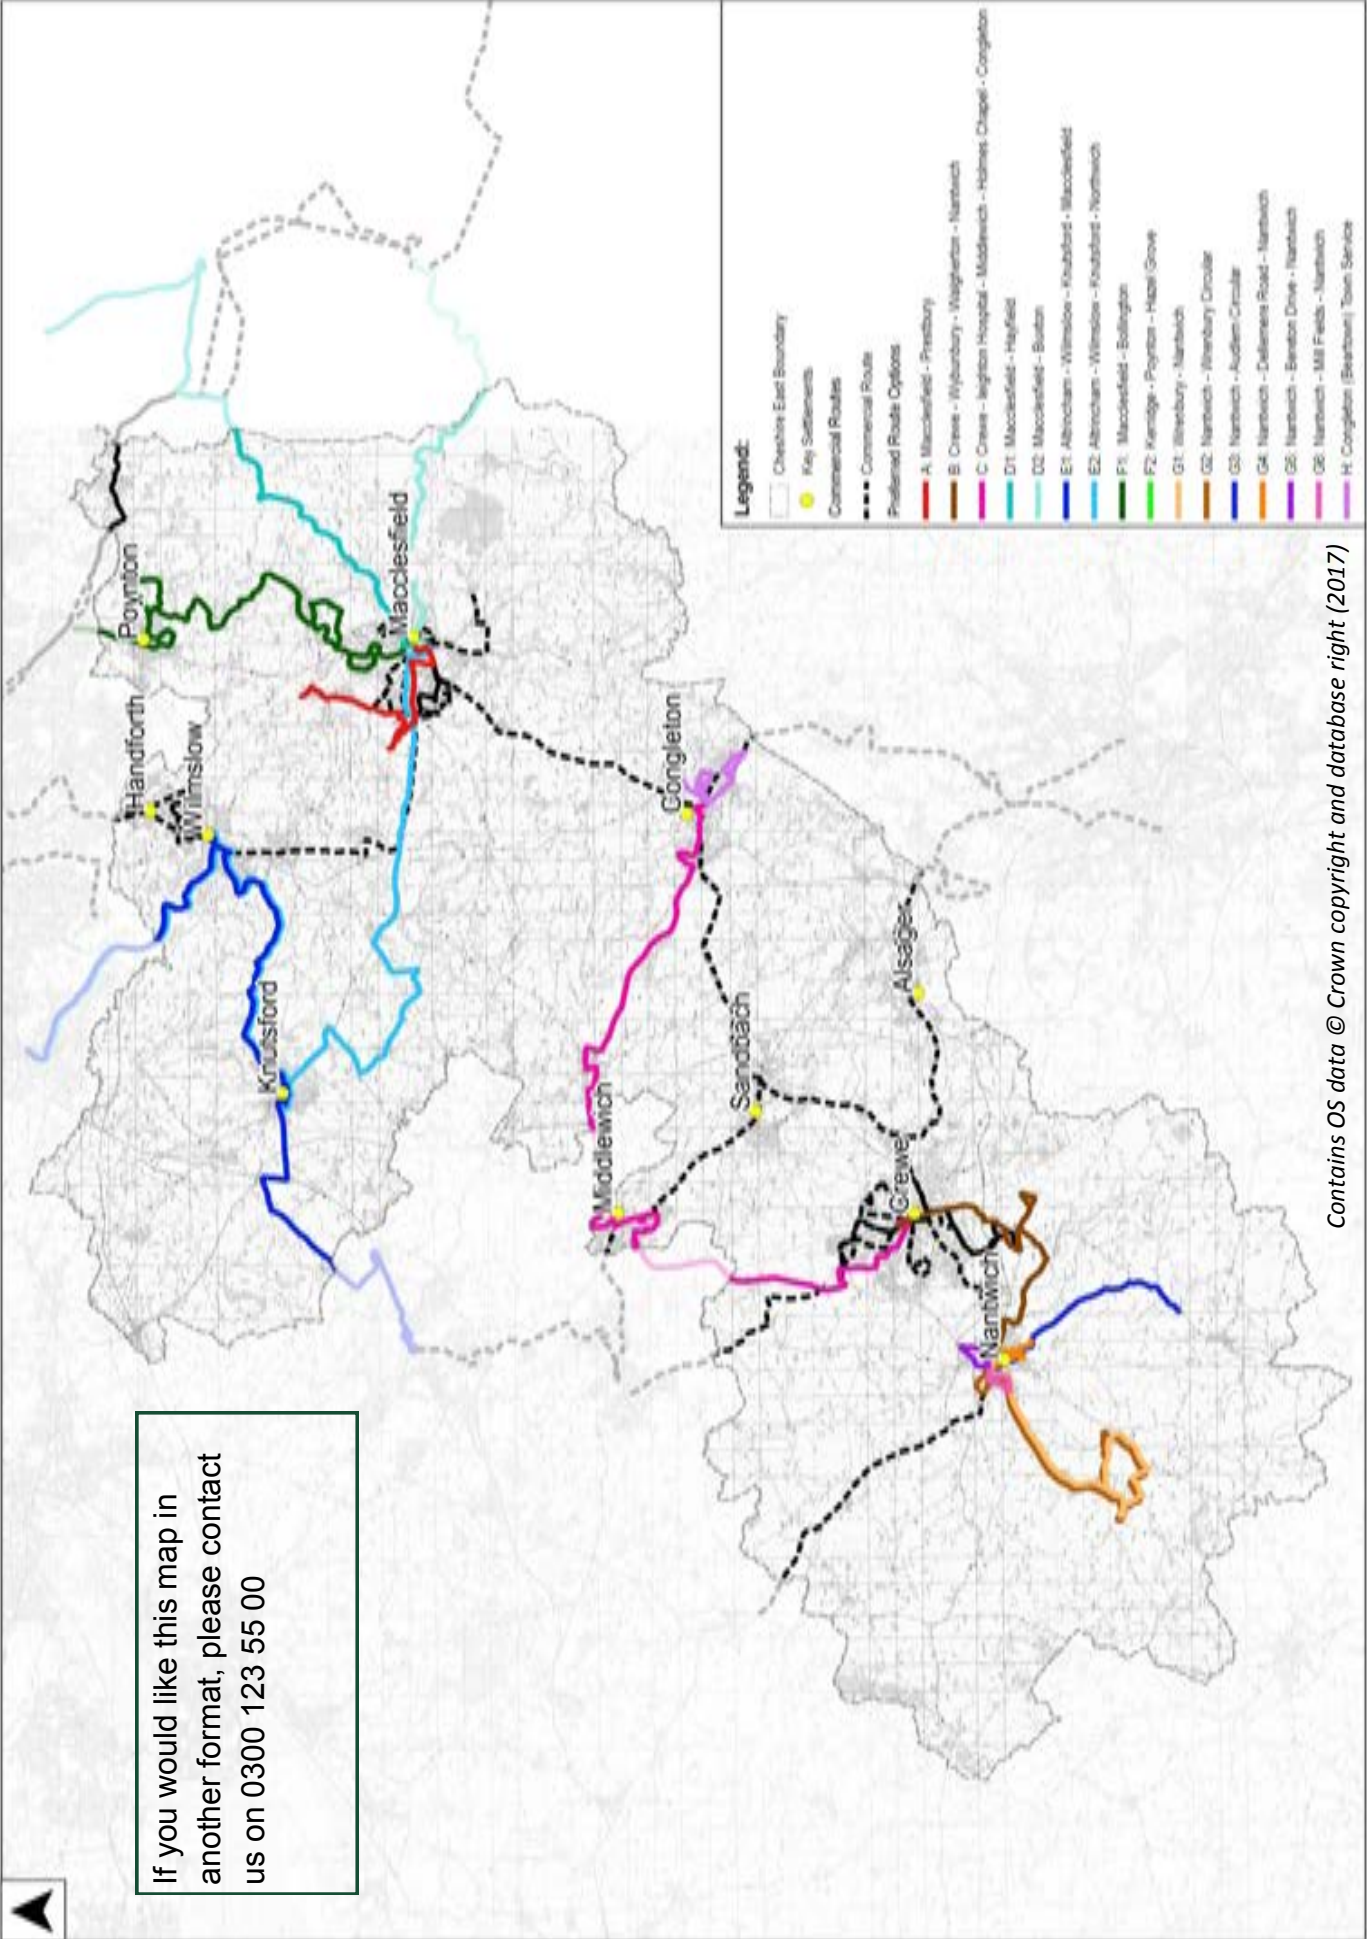 If you would like this map in
another format, please contact
us on 0300 123 55 00
Poynton
Handforth
Wilmslow
Macclesfield
Knutsford
Congleton
Middlewich
Sandbach
Alsager
Crewe
Nantwich
Legend:
Cheshire East Boundary
Key Settlements
Commercial Routes
Commercial Route
Preferred Route Options
A: Macclesfield - Prestbury
B: Crewe - Wybunbury - Walgherton - Nantwich
C: Crewe - leighton Hospital - Middlewich - Holmes Chapel - Congleton
D1: Macclesfield - Hayfield
D2: Macclesfield - Buxton
E1: Altrincham - Wilmslow - Knutsford - Macclesfield
E2: Altrincham - Wilmslow - Knutsford - Northwich
F1: Macclesfield - Bollington
F2: Kerridge - Poynton - Hazel Grove
G1: Wrenbury - Nantwich
G2: Nantwich - Wrenbury Circular
G3: Nantwich - Audlem Circular
G4: Nantwich - Delamere Road - Nantwich
G5: Nantwich - Beneton Drive - Nantwich
G6: Nantwich - Mill Fields - Nantwich
H: Congleton (Beartown) Town Service
Contains OS data © Crown copyright and database right (2017)